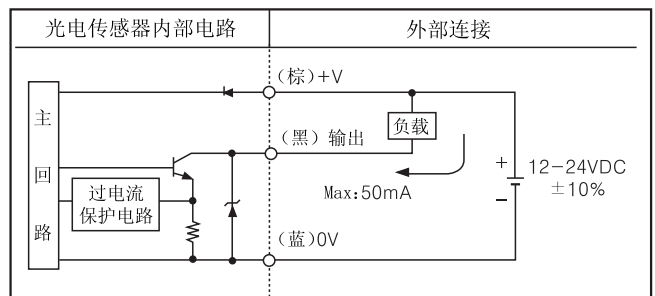 光电传感器内部电路
外部连接
(棕)+V
主回路
负载
(黑) 输出
过电流
保护电路
Max:50mA
+
12-24VDC
±10%
−
(蓝)0V